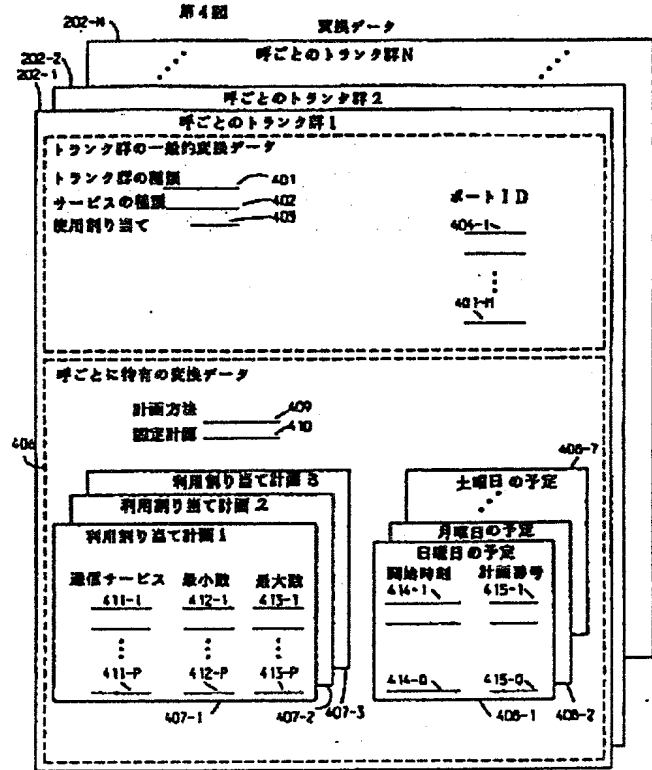 第4図
202-N
変換データ
呼ごとのトランク群N
202-2
202-1
呼ごとのトランク群2
呼ごとのトランク群1
トランク群の一般的変換データ
トランク群の種類 401
サービスの種類 402
使用割り当て 403
ポートID
404-1
407-M
呼ごとに特有の変換データ
計画方法 409
固定計画 410
406
利用割り当て計画3
利用割り当て計画2
利用割り当て計画1
通信サービス 最小数 最大数
411-1 412-1 413-1
411-P 412-P 413-P
407-1 407-2 407-3
408-7
土曜日の予定
月曜日の予定
日曜日の予定
開始時刻 計画番号
414-1 415-1
414-Q 415-Q
408-1 408-2